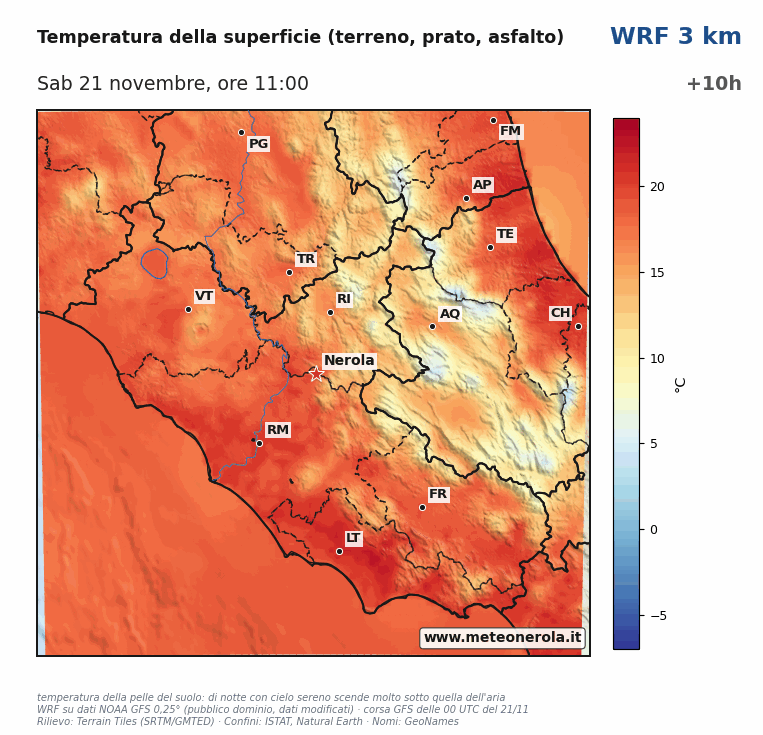 Temperatura della superficie (terreno, prato, asfalto)
WRF 3 km
Sab 21 novembre, ore 11:00
+10h
FM
PG
AP
TE
TR
VT
RI
AQ
CH
Nerola
RM
FR
LT
20
15
10
5
0
−5
°C
www.meteonerola.it
temperatura della pelle del suolo: di notte con cielo sereno scende molto sotto quella dell'aria
WRF su dati NOAA GFS 0,25° (pubblico dominio, dati modificati) · corsa GFS delle 00 UTC del 21/11
Rilievo: Terrain Tiles (SRTM/GMTED) · Confini: ISTAT, Natural Earth · Nomi: GeoNames